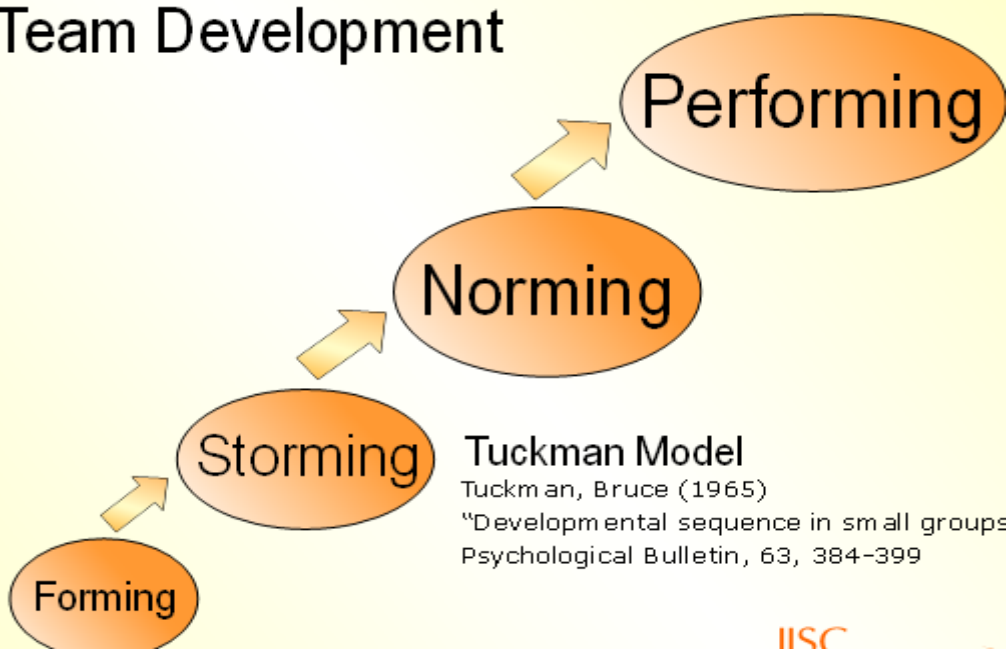 Team Development
Performing
Norming
Storming
Forming
Tuckman Model
Tuckman, Bruce (1965)
“Developmental sequence in small groups
Psychological Bulletin, 63, 384-399
IISC